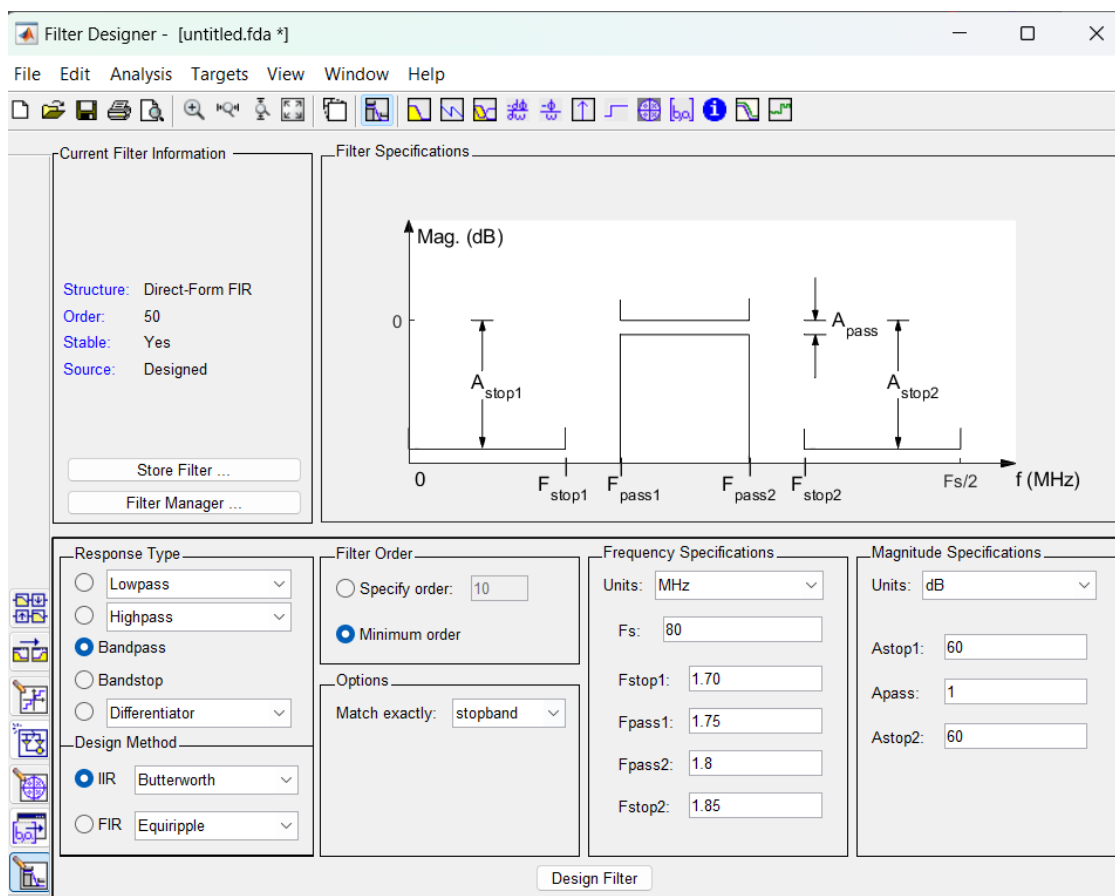 Filter Designer - [untitled.fda *]
File Edit Analysis Targets View Window Help
Current Filter Information
Structure: Direct-Form FIR
Order: 50
Stable: Yes
Source: Designed
Store Filter ...
Filter Manager ...
Filter Specifications
Mag. (dB)
0
A stop1
A pass
A stop2
0
F stop1
F pass1
F pass2
F stop2
Fs/2
f (MHz)
Response Type
Lowpass
Highpass
Bandpass
Bandstop
Differentiator
Design Method
IIR Butterworth
FIR Equiripple
Filter Order
Specify order: 10
Minimum order
Options
Match exactly: stopband
Frequency Specifications
Units: MHz
Fs: 80
Fstop1: 1.70
Fpass1: 1.75
Fpass2: 1.8
Fstop2: 1.85
Magnitude Specifications
Units: dB
Astop1: 60
Apass: 1
Astop2: 60
Design Filter